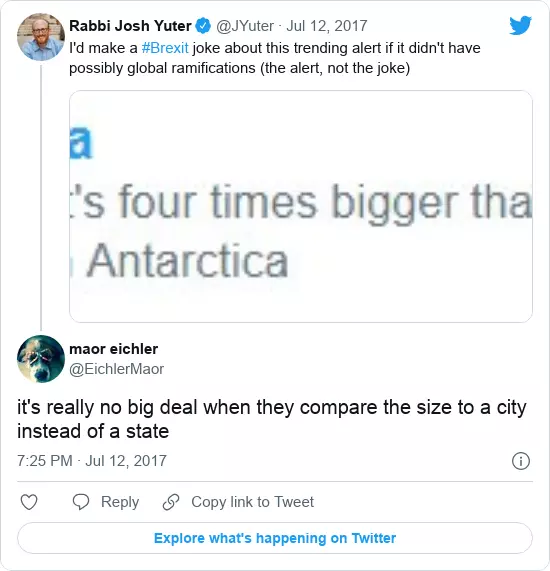 Rabbi Josh Yuter @JYuter · Jul 12, 2017
I'd make a #Brexit joke about this trending alert if it didn't have
possibly global ramifications (the alert, not the joke)
a
's four times bigger tha
Antarctica
maor eichler
@EichlerMaor
it's really no big deal when they compare the size to a city
instead of a state
7:25 PM · Jul 12, 2017
Reply Copy link to Tweet
Explore what's happening on Twitter